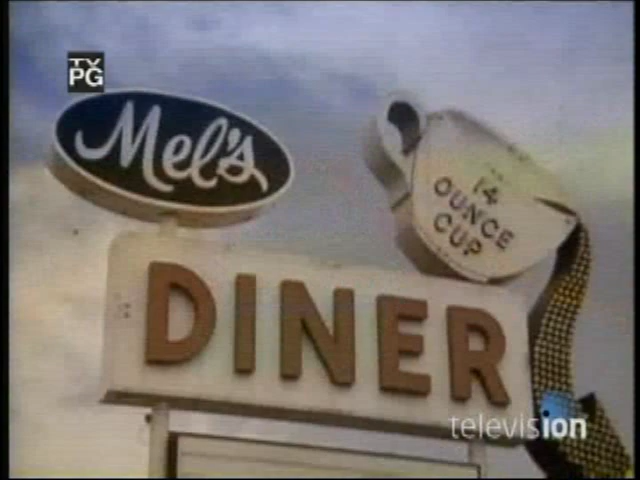 TV
PG
Mel's
14
OUNCE
CUP
DINER
television